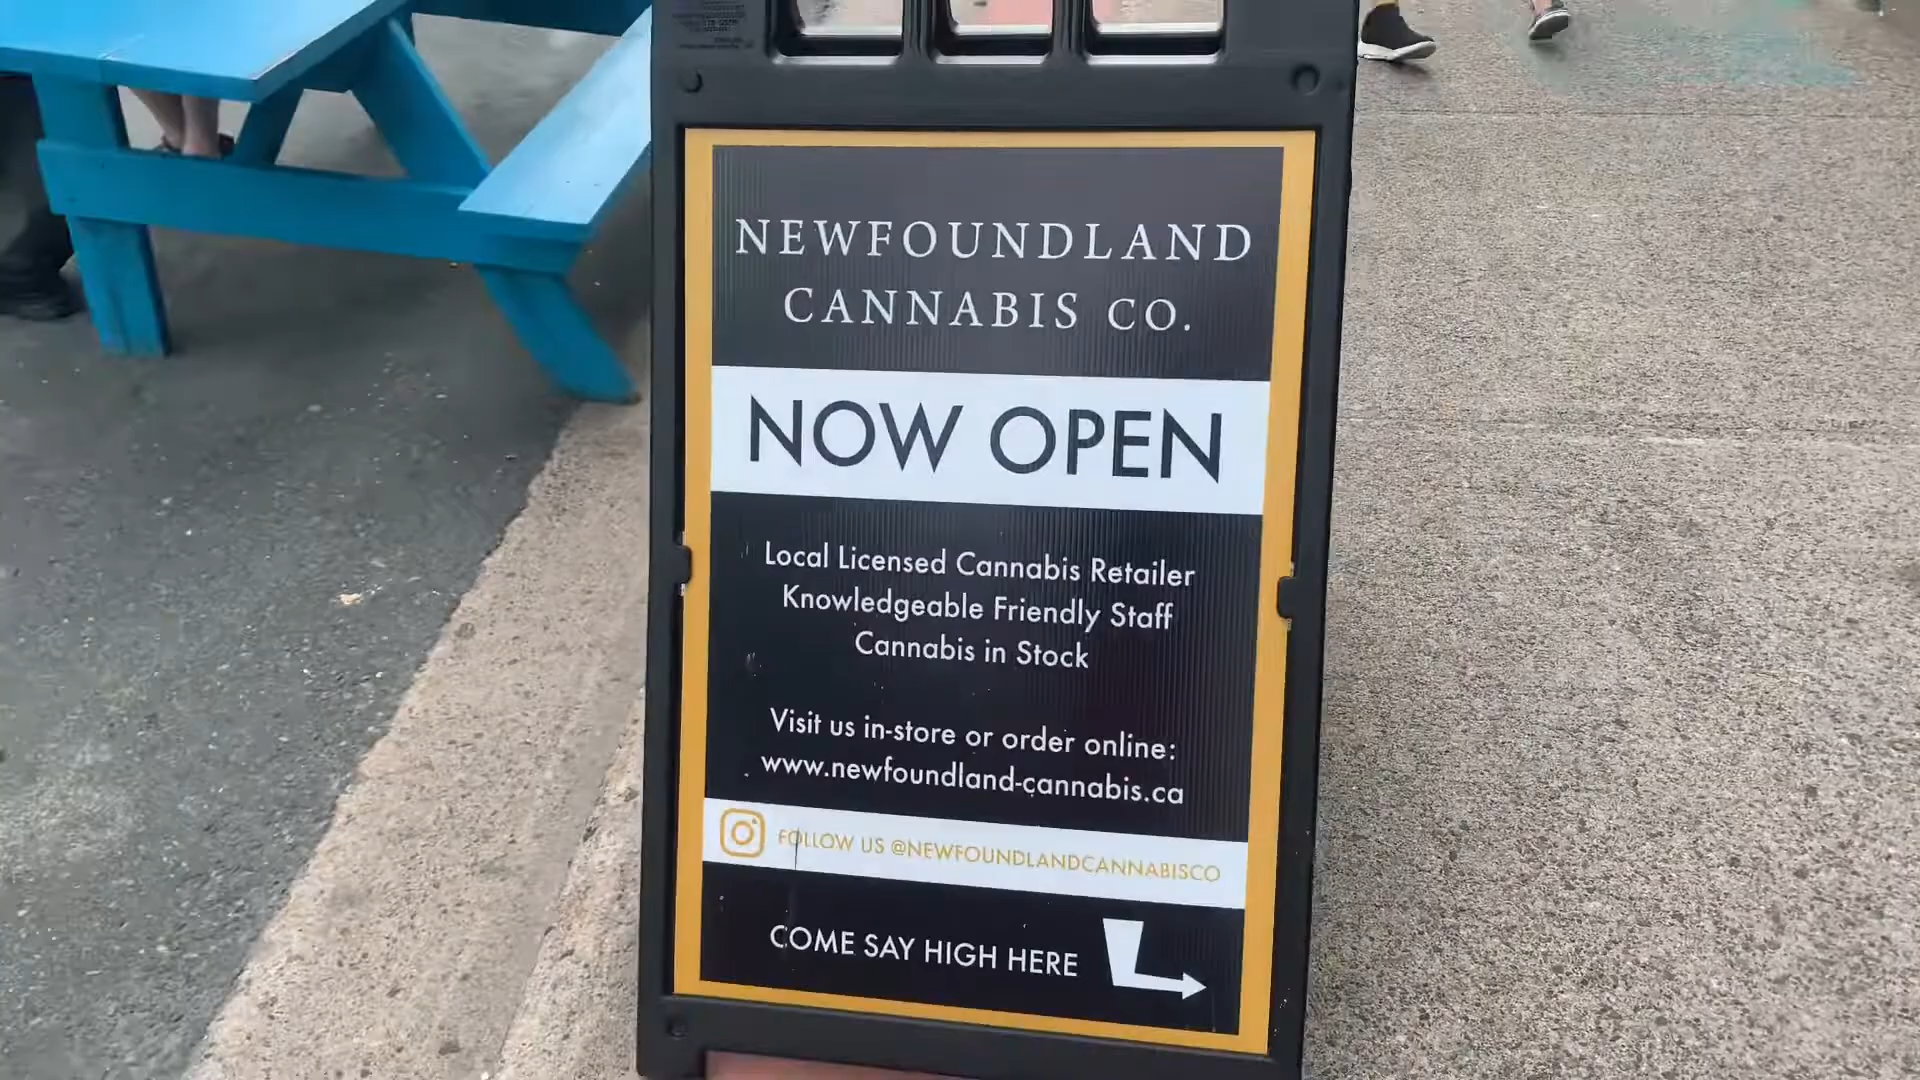 NEWFOUNDLAND
CANNABIS CO.
NOW OPEN
Local Licensed Cannabis Retailer
Knowledgeable Friendly Staff
Cannabis in Stock
Visit us in-store or order online:
www.newfoundland-cannabis.ca
FOLLOW US @NEWFOUNDLANDCANNABISCO
COME SAY HIGH HERE